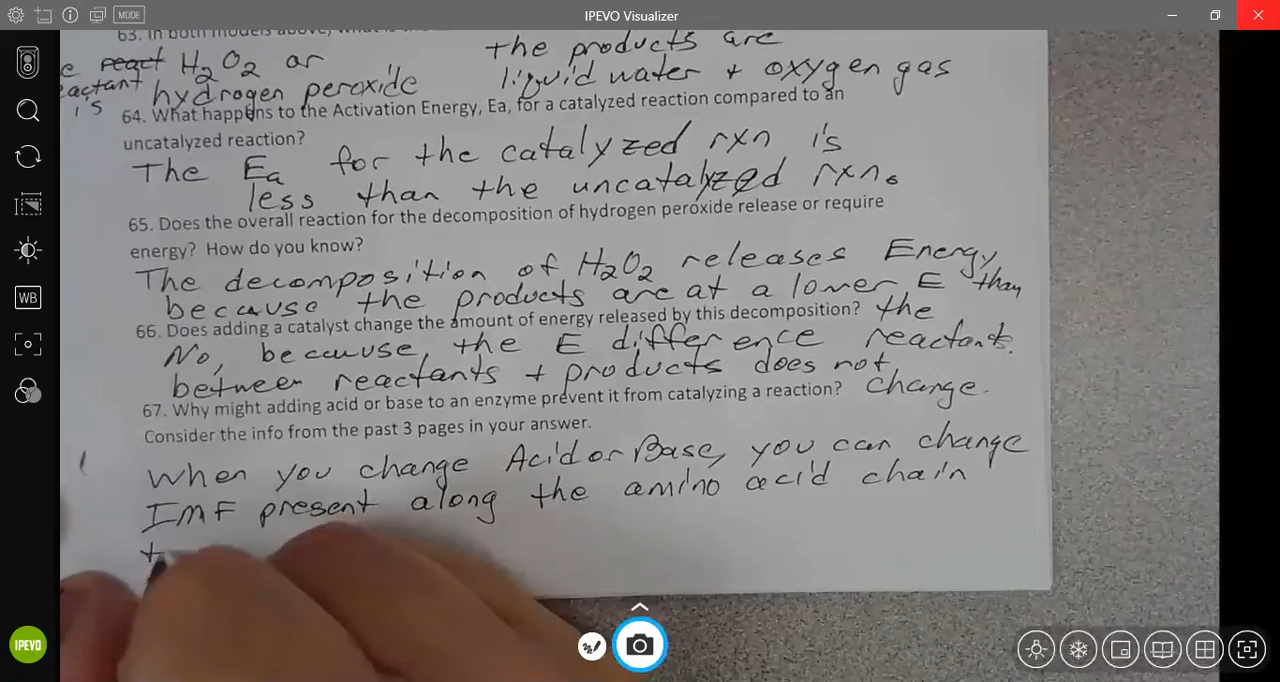 IPEVO Visualizer
MODE
63. In both models above, what is the
e react H2O2 or
the products are
eactant hydrogen peroxide
liquid water + oxygen gas
is
64. What happens to the Activation Energy, Ea, for a catalyzed reaction compared to an
uncatalyzed reaction?
The Ea for the catalyzed rxn is
less than the uncatalyzed rxn.
65. Does the overall reaction for the decomposition of hydrogen peroxide release or require
energy? How do you know?
The decomposition of H2O2 releases Energy,
because the products are at a lower E than
66. Does adding a catalyst change the amount of energy released by this decomposition? the
No, becuuse, the E difference reactants.
between reactants + products does not
67. Why might adding acid or base to an enzyme prevent it from catalyzing a reaction? change.
Consider the info from the past 3 pages in your answer.
When you change Acid or Base, you can change
IMF present along the amino acid chain
t
WB
IPEVO